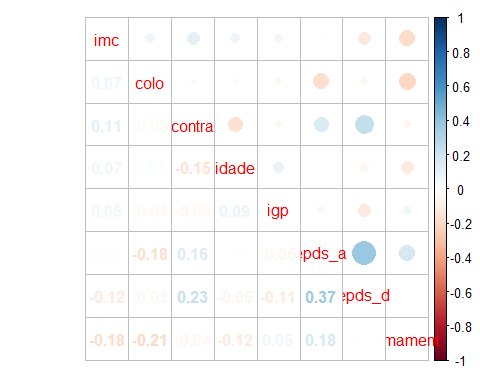 imc
0.07 colo
0.11 contra
0.07 -0.15 idade
0.05 -0.04 -0.03 0.09 igp
-0.18 0.16 -0.06 epds_a
-0.12 -0.03 0.23 -0.06 -0.11 0.37 epds_d
-0.18 -0.21 -0.04 -0.12 0.05 0.18 mament
1
0.8
0.6
0.4
0.2
0
-0.2
-0.4
-0.6
-0.8
-1